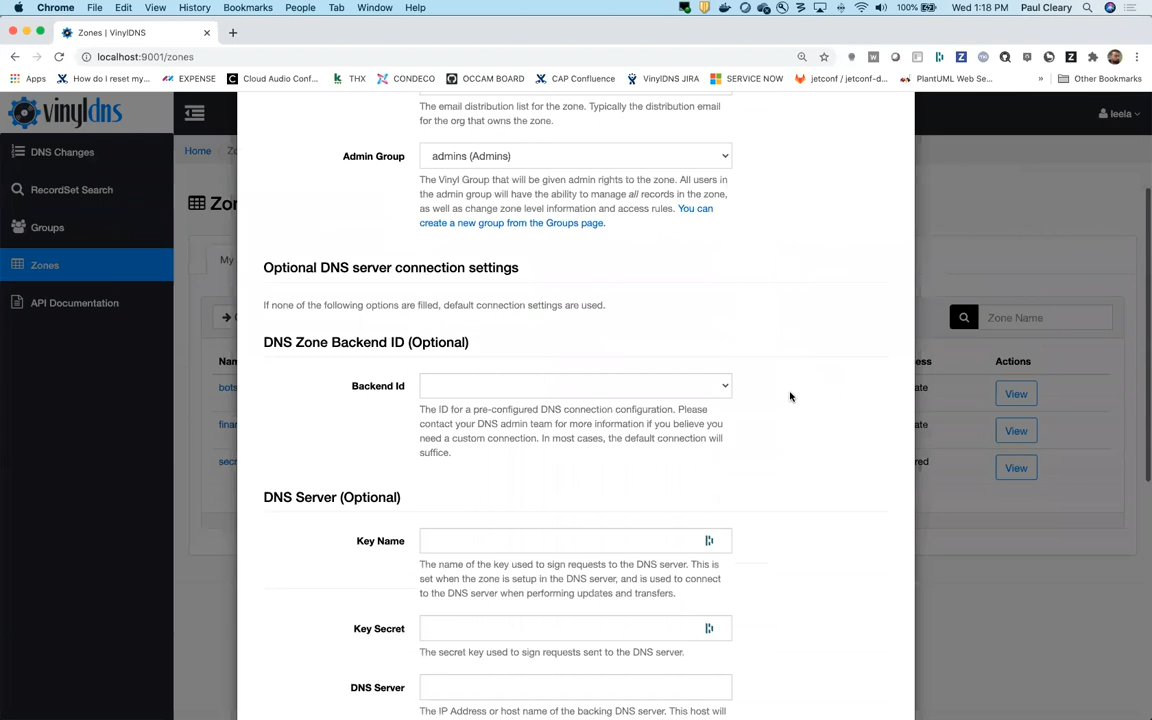 Chrome File Edit View History Bookmarks People Tab Window Help 100% Wed 1:18 PM Paul Cleary
Zones | VinylDNS
localhost:9001/zones
Apps How do I reset my... EXPENSE Cloud Audio Conf... THX CONDECO OCCAM BOARD CAP Confluence VinylDNS JIRA SERVICE NOW jetconf / jetconf-d... PlantUML Web Se... » Other Bookmarks
vinyldns
leela
DNS Changes
RecordSet Search
Groups
Zones
API Documentation
Home
Zo
My
Zone Name
Nam
ess
Actions
bots
ate
View
finan
ate
View
secr
red
View
The email distribution list for the zone. Typically the distribution email
for the org that owns the zone.
Admin Group
admins (Admins)
The Vinyl Group that will be given admin rights to the zone. All users in
the admin group will have the ability to manage all records in the zone,
as well as change zone level information and access rules. You can
create a new group from the Groups page.
Optional DNS server connection settings
If none of the following options are filled, default connection settings are used.
DNS Zone Backend ID (Optional)
Backend Id
The ID for a pre-configured DNS connection configuration. Please
contact your DNS admin team for more information if you believe you
need a custom connection. In most cases, the default connection will
suffice.
DNS Server (Optional)
Key Name
The name of the key used to sign requests to the DNS server. This is
set when the zone is setup in the DNS server, and is used to connect
to the DNS server when performing updates and transfers.
Key Secret
The secret key used to sign requests sent to the DNS server.
DNS Server
The IP Address or host name of the backing DNS server. This host will